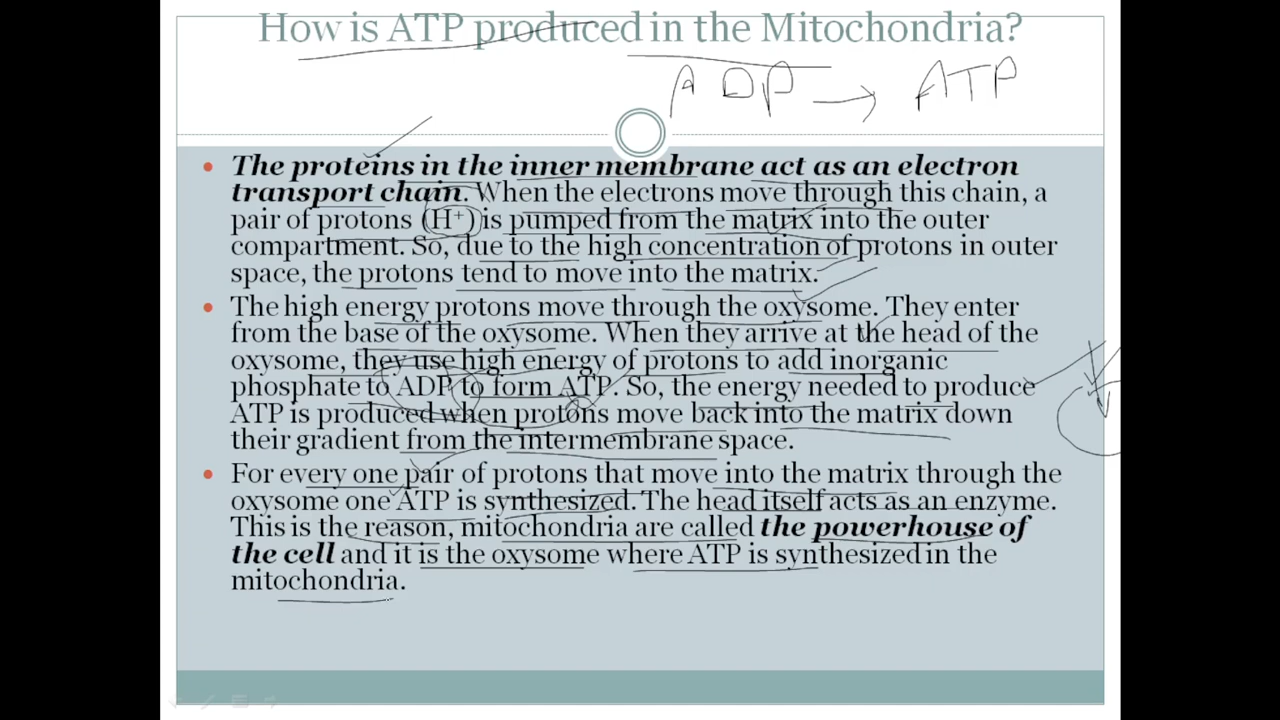 How is ATP produced in the Mitochondria?
ADP → ATP
• The proteins in the inner membrane act as an electron
transport chain. When the electrons move through this chain, a
pair of protons (H⁺) is pumped from the matrix into the outer
compartment. So, due to the high concentration of protons in outer
space, the protons tend to move into the matrix.
• The high energy protons move through the oxysome. They enter
from the base of the oxysome. When they arrive at the head of the
oxysome, they use high energy of protons to add inorganic
phosphate to ADP to form ATP. So, the energy needed to produce
ATP is produced when protons move back into the matrix down
their gradient from the intermembrane space.
• For every one pair of protons that move into the matrix through the
oxysome one ATP is synthesized. The head itself acts as an enzyme.
This is the reason, mitochondria are called the powerhouse of
the cell and it is the oxysome where ATP is synthesized in the
mitochondria.